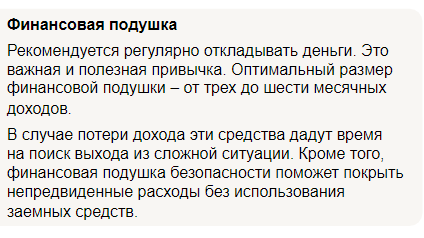 Финансовая подушка
Рекомендуется регулярно откладывать деньги. Это
важная и полезная привычка. Оптимальный размер
финансовой подушки – от трех до шести месячных
доходов.
В случае потери дохода эти средства дадут время
на поиск выхода из сложной ситуации. Кроме того,
финансовая подушка безопасности поможет покрыть
непредвиденные расходы без использования
заемных средств.